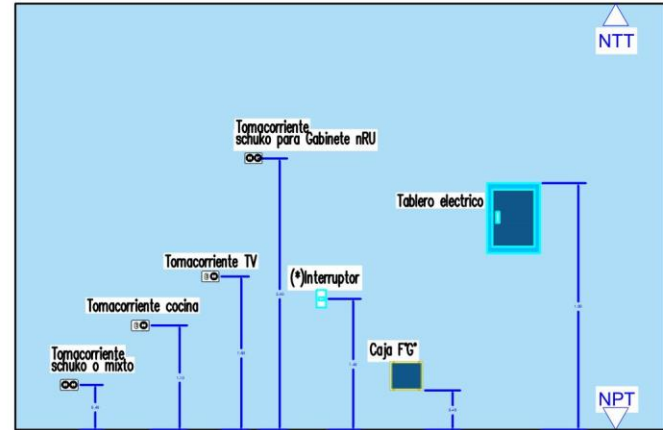 NTT
Tomacorriente
schuko para Gabinete nRU
Tablero electrico
Tomacorriente TV
(*)Interruptor
Tomacorriente cocina
Caja F"G"
Tomacorriente
schuko o mixto
NPT